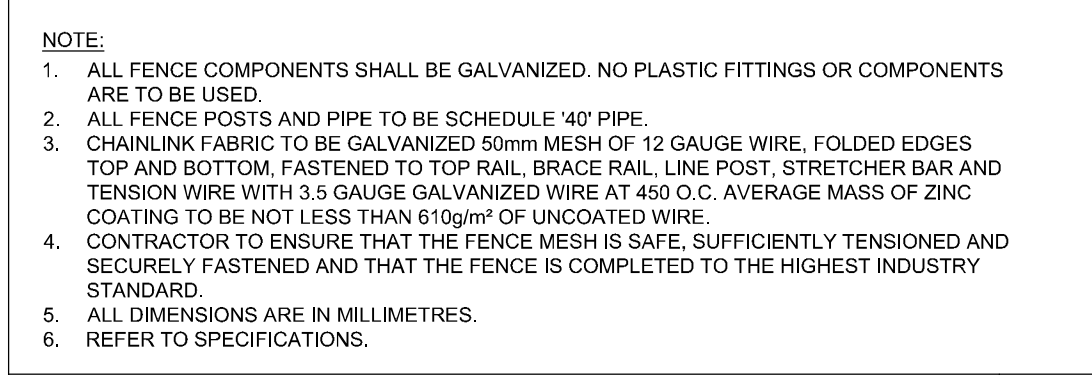 NOTE:
1. ALL FENCE COMPONENTS SHALL BE GALVANIZED. NO PLASTIC FITTINGS OR COMPONENTS
ARE TO BE USED.
2. ALL FENCE POSTS AND PIPE TO BE SCHEDULE '40' PIPE.
3. CHAINLINK FABRIC TO BE GALVANIZED 50mm MESH OF 12 GAUGE WIRE, FOLDED EDGES
TOP AND BOTTOM, FASTENED TO TOP RAIL, BRACE RAIL, LINE POST, STRETCHER BAR AND
TENSION WIRE WITH 3.5 GAUGE GALVANIZED WIRE AT 450 O.C. AVERAGE MASS OF ZINC
COATING TO BE NOT LESS THAN 610g/m² OF UNCOATED WIRE.
4. CONTRACTOR TO ENSURE THAT THE FENCE MESH IS SAFE, SUFFICIENTLY TENSIONED AND
SECURELY FASTENED AND THAT THE FENCE IS COMPLETED TO THE HIGHEST INDUSTRY
STANDARD.
5. ALL DIMENSIONS ARE IN MILLIMETRES.
6. REFER TO SPECIFICATIONS.